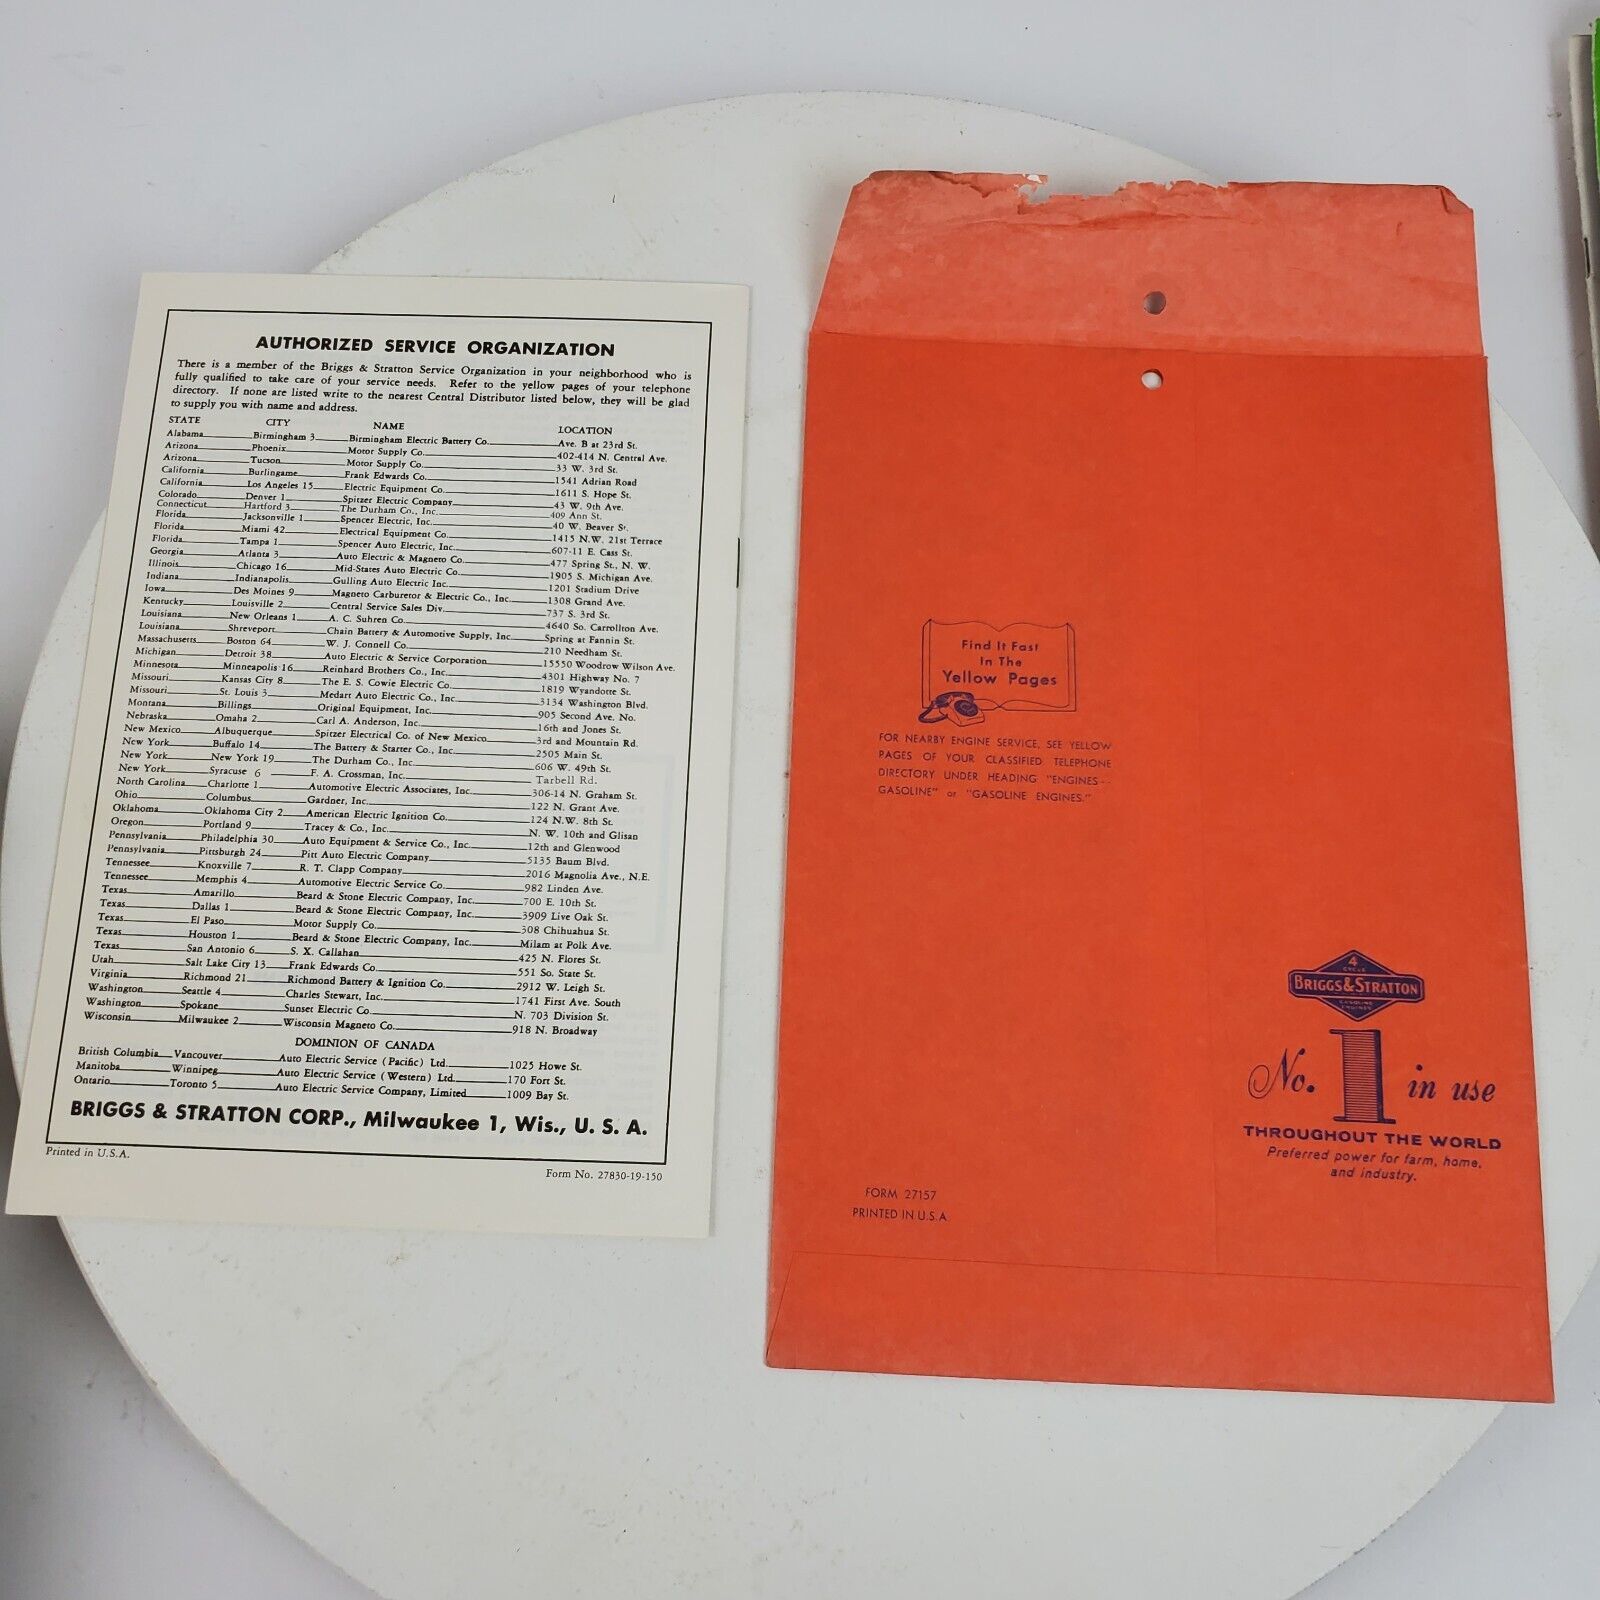 AUTHORIZED SERVICE ORGANIZATION
There is a member of the Briggs & Stratton Service Organization in your neighborhood who is
fully qualified to take care of your service needs. Refer to the yellow pages of your telephone
directory. If none are listed write to the nearest Central Distributor listed below, they will be glad
to supply you with name and address.
STATE CITY NAME LOCATION
Alabama Birmingham 3 Birmingham Electric Battery Co. Ave. B at 23rd St.
Arizona Phoenix Motor Supply Co. 402-414 N. Central Ave.
Arizona Tucson Motor Supply Co. 33 W. 3rd St.
California Burlingame Frank Edwards Co. 1541 Adrian Road
California Los Angeles 15 Electric Equipment Co. 1611 S. Hope St.
Colorado Denver 1 Spitzer Electric Company 43 W. 9th Ave.
Connecticut Hartford 3 The Durham Co., Inc. 409 Ann St.
Florida Jacksonville 1 Spencer Electric, Inc. 40 W. Beaver St.
Florida Miami 42 Electrical Equipment Co. 1415 N.W. 21st Terrace
Florida Tampa 1 Spencer Auto Electric, Inc. 607-11 E. Cass St.
Georgia Atlanta 3 Auto Electric & Magneto Co. 477 Spring St., N. W.
Illinois Chicago 16 Mid-States Auto Electric Co. 1905 S. Michigan Ave.
Indiana Indianapolis Gulling Auto Electric Inc. 1201 Stadium Drive
Iowa Des Moines 9 Magneto Carburetor & Electric Co., Inc. 1308 Grand Ave.
Kentucky Louisville 2 Central Service Sales Div. 737 S. 3rd St.
Louisiana New Orleans 1 A. C. Suhren Co. 4640 So. Carrollton Ave.
Louisiana Shreveport Chain Battery & Automotive Supply, Inc. Spring at Fannin St.
Massachusetts Boston 64 W. J. Connell Co. 210 Needham St.
Michigan Detroit 38 Auto Electric & Service Corporation 15550 Woodrow Wilson Ave.
Minnesota Minneapolis 16 Reinhard Brothers Co., Inc. 4301 Highway No. 7
Missouri Kansas City 8 The E. S. Cowie Electric Co. 1819 Wyandotte St.
Missouri St. Louis 3 Medart Auto Electric Co., Inc. 3134 Washington Blvd.
Montana Billings Original Equipment, Inc. 905 Second Ave. No.
Nebraska Omaha 2 Carl A. Anderson, Inc. 16th and Jones St.
New Mexico Albuquerque Spitzer Electrical Co. of New Mexico 3rd and Mountain Rd.
New York Buffalo 14 The Battery & Starter Co., Inc. 2505 Main St.
New York New York 19 The Durham Co., Inc. 606 W. 49th St.
New York Syracuse 6 F. A. Crossman, Inc. Tarbell Rd.
North Carolina Charlotte 1 Automotive Electric Associates, Inc. 306-14 N. Graham St.
Ohio Columbus Gardner, Inc. 122 N. Grant Ave.
Oklahoma Oklahoma City 2 American Electric Ignition Co. 124 N.W. 8th St.
Oregon Portland 9 Tracey & Co., Inc. N. W. 10th and Glisan
Pennsylvania Philadelphia 30 Auto Equipment & Service Co., Inc. 12th and Glenwood
Pennsylvania Pittsburgh 24 Pitt Auto Electric Company 5135 Baum Blvd.
Tennessee Knoxville 7 R. T. Clapp Company 2016 Magnolia Ave., N.E.
Tennessee Memphis 4 Automotive Electric Service Co. 982 Linden Ave.
Texas Amarillo Beard & Stone Electric Company, Inc. 700 E. 10th St.
Texas Dallas 1 Beard & Stone Electric Company, Inc. 3909 Live Oak St.
Texas El Paso Motor Supply Co. 308 Chihuahua St.
Texas Houston 1 Beard & Stone Electric Company, Inc. Milam at Polk Ave.
Texas San Antonio 6 S. X. Callahan 425 N. Flores St.
Utah Salt Lake City 13 Frank Edwards Co. 551 So. State St.
Virginia Richmond 21 Richmond Battery & Ignition Co. 2912 W. Leigh St.
Washington Seattle 4 Charles Stewart, Inc. 1741 First Ave. South
Washington Spokane Sunset Electric Co. N. 703 Division St.
Wisconsin Milwaukee 2 Wisconsin Magneto Co. 918 N. Broadway
DOMINION OF CANADA
British Columbia Vancouver Auto Electric Service (Pacific) Ltd. 1025 Howe St.
Manitoba Winnipeg Auto Electric Service (Western) Ltd. 170 Fort St.
Ontario Toronto 5 Auto Electric Service Company, Limited 1009 Bay St.
BRIGGS & STRATTON CORP., Milwaukee 1, Wis., U. S. A.
Printed in U.S.A.
Form No. 27830-19-150
Find It Fast
In The
Yellow Pages
FOR NEARBY ENGINE SERVICE, SEE YELLOW
PAGES OF YOUR CLASSIFIED TELEPHONE
DIRECTORY UNDER HEADING "ENGINES--
GASOLINE" or "GASOLINE ENGINES."
4
CYCLE
BRIGGS & STRATTON
GASOLINE
ENGINES
No. 1 in use
THROUGHOUT THE WORLD
Preferred power for farm, home,
and industry.
FORM 27157
PRINTED IN U.S.A